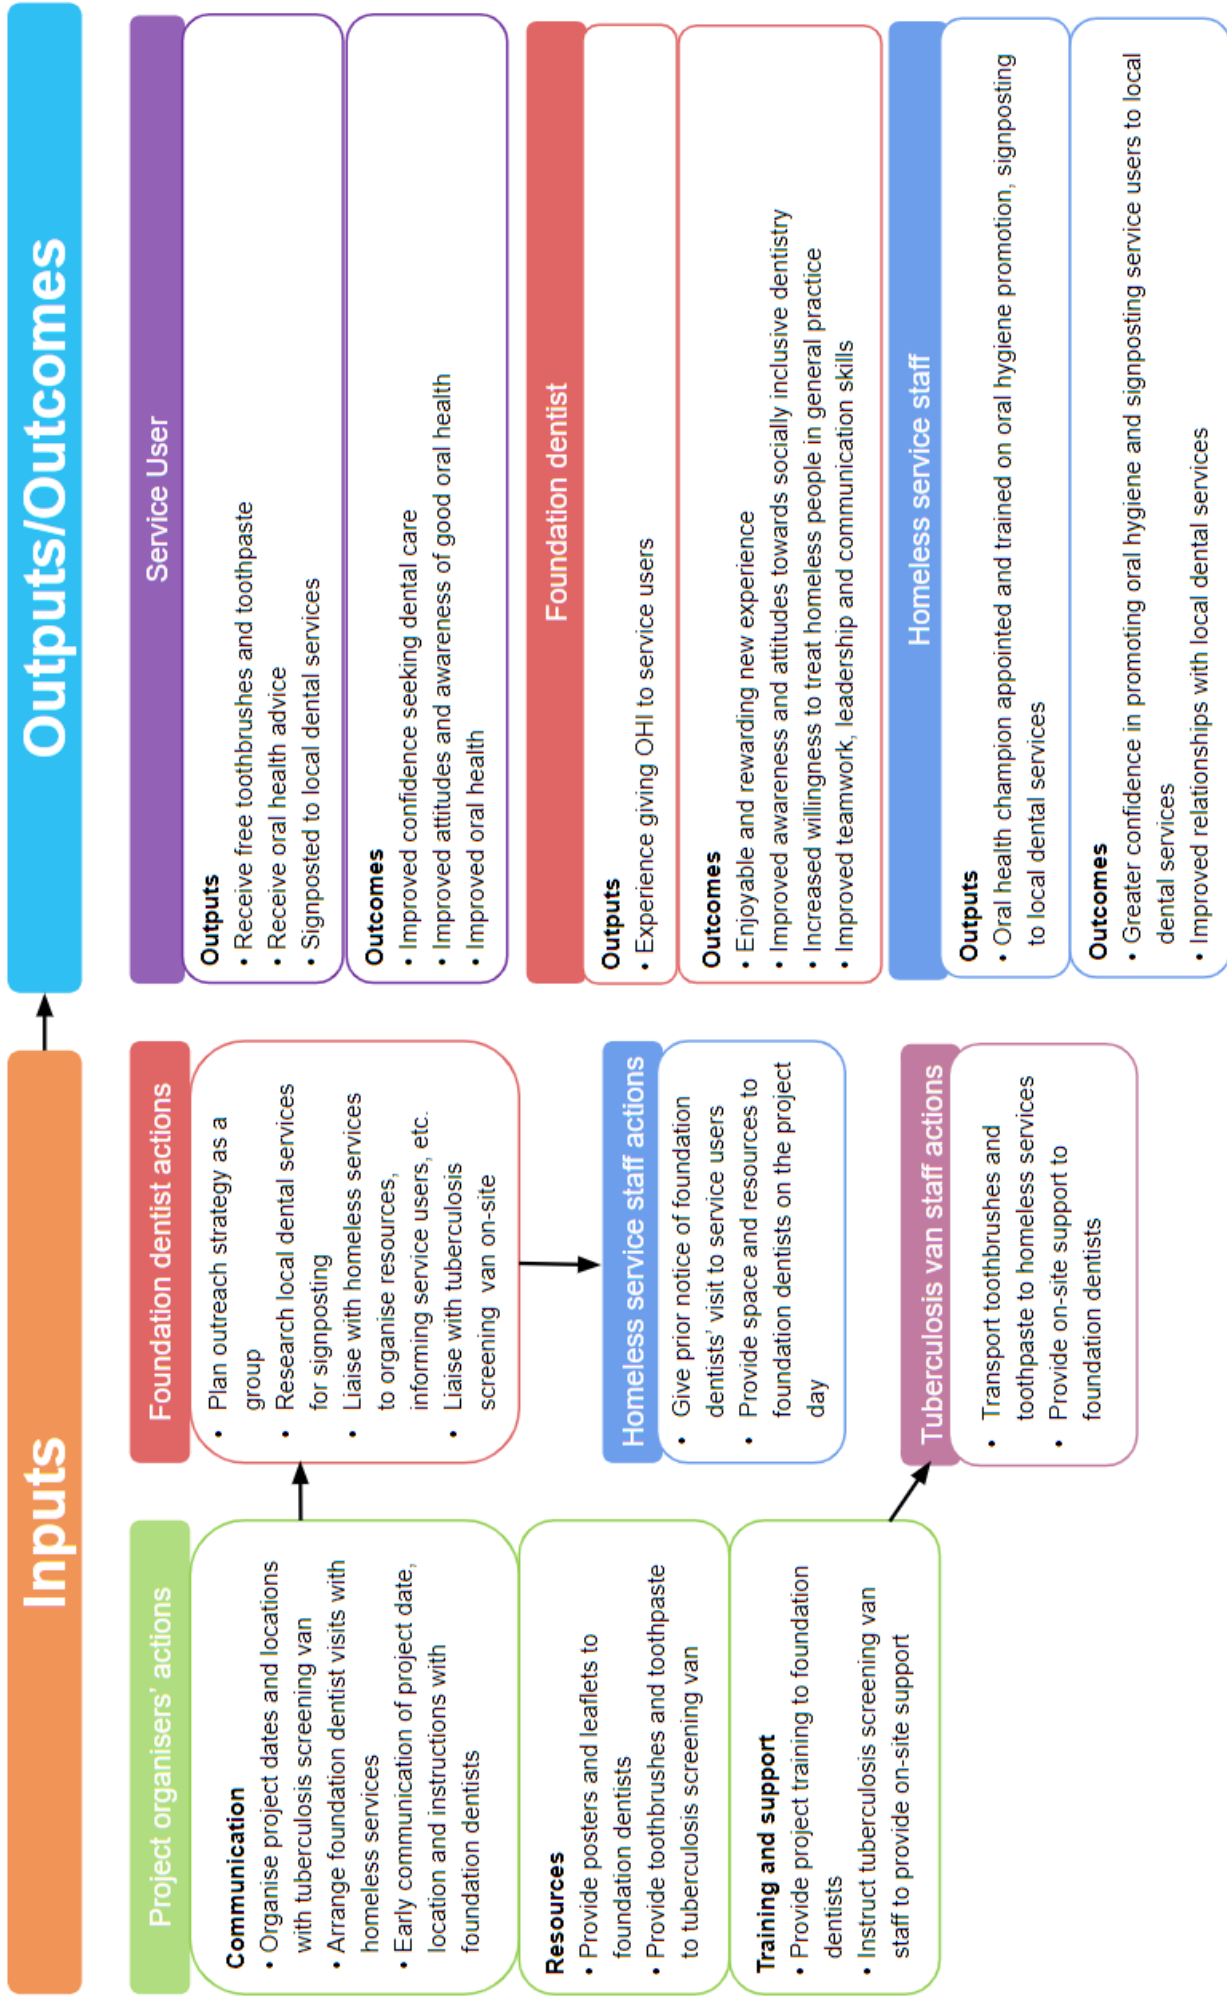 Inputs
Outputs/Outcomes
Project organisers' actions
Communication
• Organise project dates and locations
with tuberculosis screening van
• Arrange foundation dentist visits with
homeless services
• Early communication of project date,
location and instructions with
foundation dentists
Resources
• Provide posters and leaflets to
foundation dentists
• Provide toothbrushes and toothpaste
to tuberculosis screening van
Training and support
• Provide project training to foundation
dentists
• Instruct tuberculosis screening van
staff to provide on-site support
Foundation dentist actions
• Plan outreach strategy as a
group
• Research local dental services
for signposting
• Liaise with homeless services
to organise resources,
informing service users, etc.
• Liaise with tuberculosis
screening van on-site
Homeless service staff actions
• Give prior notice of foundation
dentists' visit to service users
• Provide space and resources to
foundation dentists on the project
day
Tuberculosis van staff actions
• Transport toothbrushes and
toothpaste to homeless services
• Provide on-site support to
foundation dentists
Service User
Outputs
• Receive free toothbrushes and toothpaste
• Receive oral health advice
• Signposted to local dental services
Outcomes
• Improved confidence seeking dental care
• Improved attitudes and awareness of good oral health
• Improved oral health
Foundation dentist
Outputs
• Experience giving OHI to service users
Outcomes
• Enjoyable and rewarding new experience
• Improved awareness and attitudes towards socially inclusive dentistry
• Increased willingness to treat homeless people in general practice
• Improved teamwork, leadership and communication skills
Homeless service staff
Outputs
• Oral health champion appointed and trained on oral hygiene promotion, signposting
to local dental services
Outcomes
• Greater confidence in promoting oral hygiene and signposting service users to local
dental services
• Improved relationships with local dental services